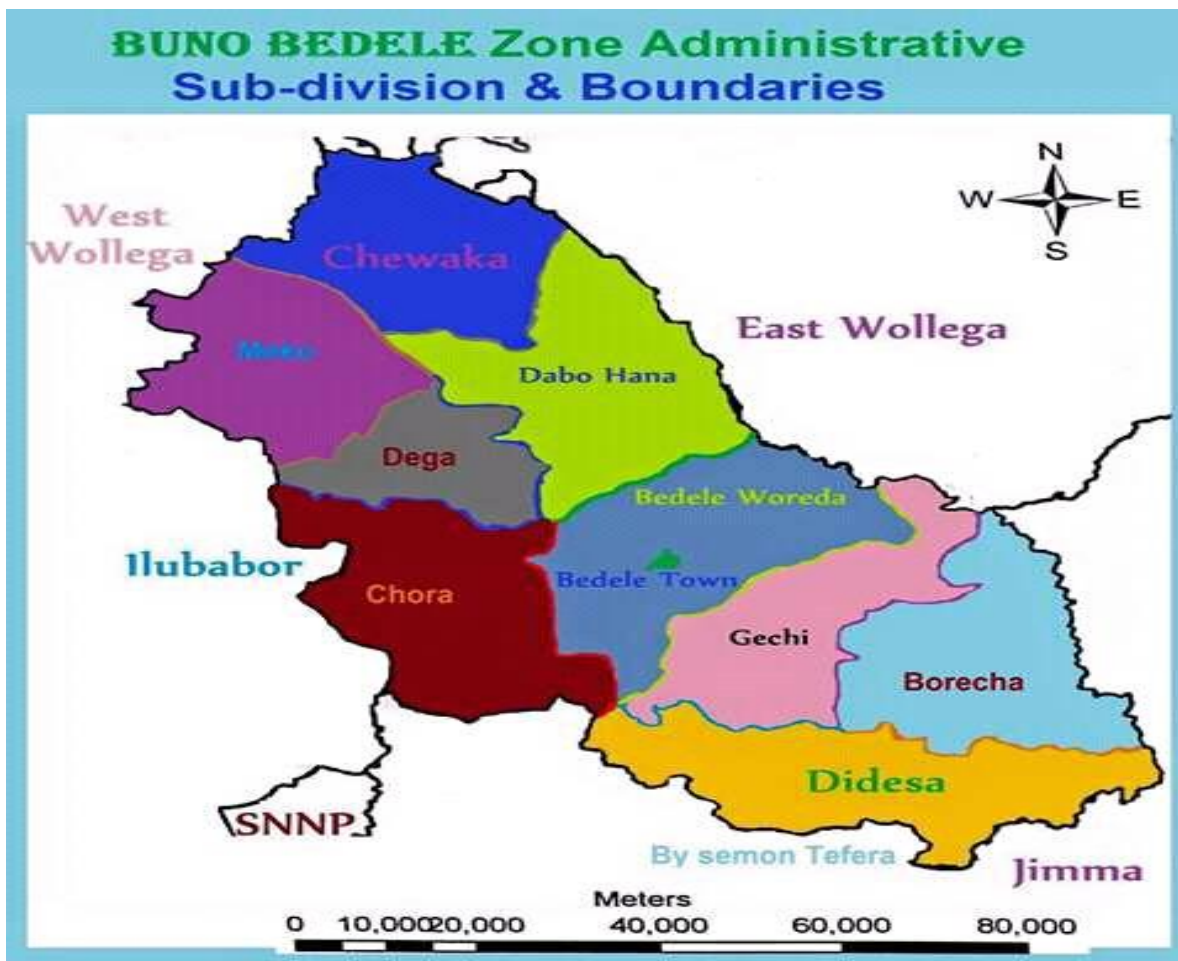 BUNO BEDELE Zone Administrative
Sub-division & Boundaries
N
W E
S
West
Wollega
Chewaka
East Wollega
Meko
Dabo Hana
Dega
Bedele Woreda
Ilubabor
Bedele Town
Chora
Gechi
Borecha
Didesa
SNNP
By semon Tefera
Jimma
Meters
0 10,000 20,000 40,000 60,000 80,000